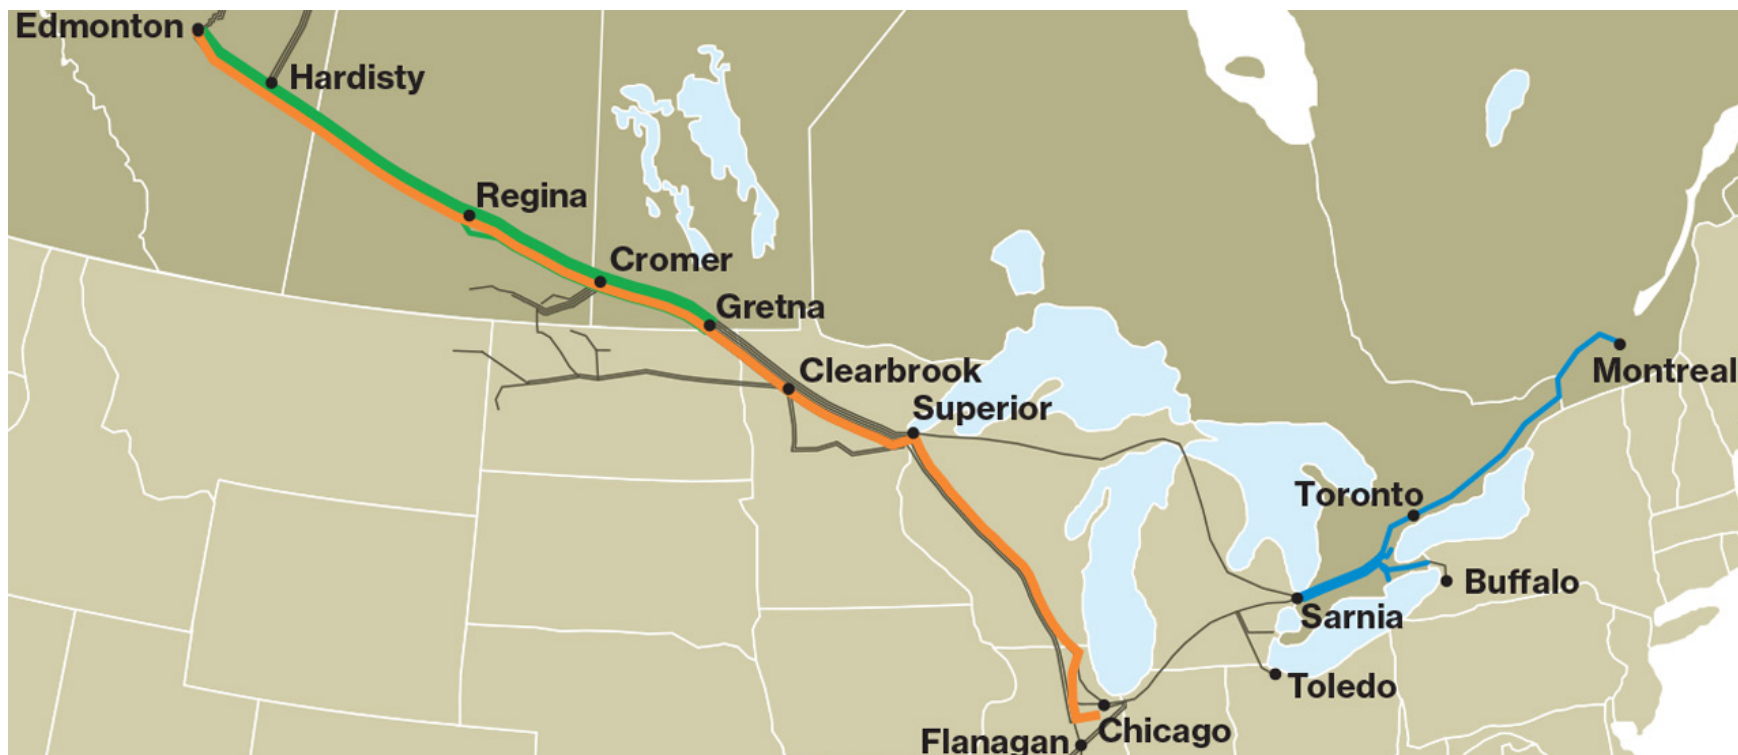 Edmonton
Hardisty
Regina
Cromer
Gretna
Clearbrook
Superior
Montreal
Toronto
Buffalo
Sarnia
Toledo
Chicago
Flanagan